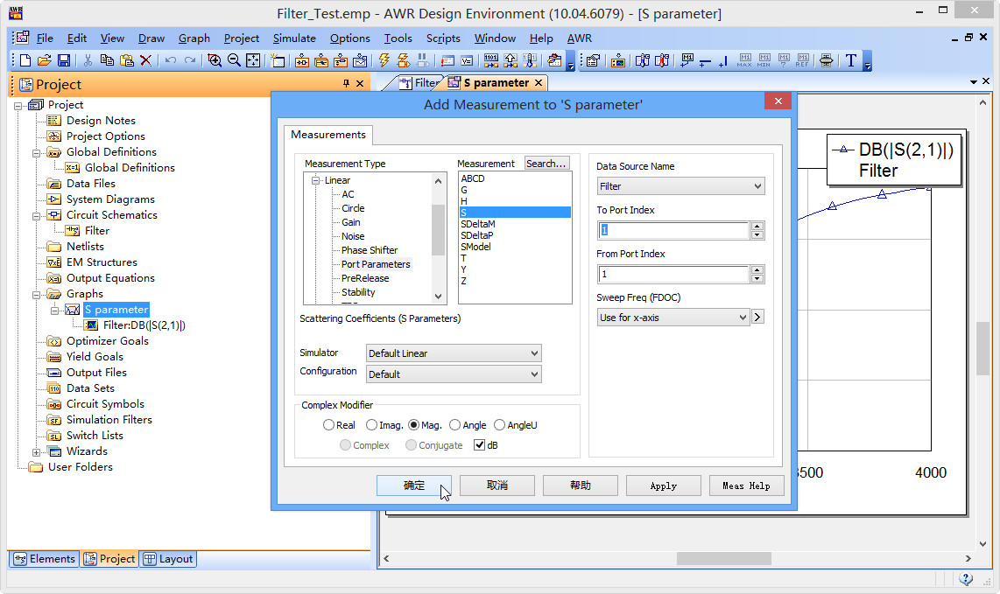 Filter_Test.emp - AWR Design Environment (10.04.6079) - [S parameter]
File Edit View Draw Graph Project Simulate Options Tools Scripts Window Help AWR
Project
Filter
S parameter
Project
Design Notes
Project Options
Global Definitions
Global Definitions
Data Files
System Diagrams
Circuit Schematics
Filter
Netlists
EM Structures
Output Equations
Graphs
S parameter
Filter:DB(|S(2,1)|)
Optimizer Goals
Yield Goals
Output Files
Data Sets
Circuit Symbols
Simulation Filters
Switch Lists
Wizards
User Folders
Elements
Project
Layout
Add Measurement to 'S parameter'
Measurements
Measurement Type
Linear
AC
Circle
Gain
Noise
Phase Shifter
Port Parameters
PreRelease
Stability
Measurement
Search...
ABCD
G
H
S
SDeltaM
SDeltaP
SModel
T
Y
Z
Scattering Coefficients (S Parameters)
Simulator
Default Linear
Configuration
Default
Complex Modifier
Real Imag. Mag. Angle AngleU
Complex Conjugate dB
Data Source Name
Filter
To Port Index
1
From Port Index
1
Sweep Freq (FDOC)
Use for x-axis
确定
取消
帮助
Apply
Meas Help
DB(|S(2,1)|)
Filter
3500
4000